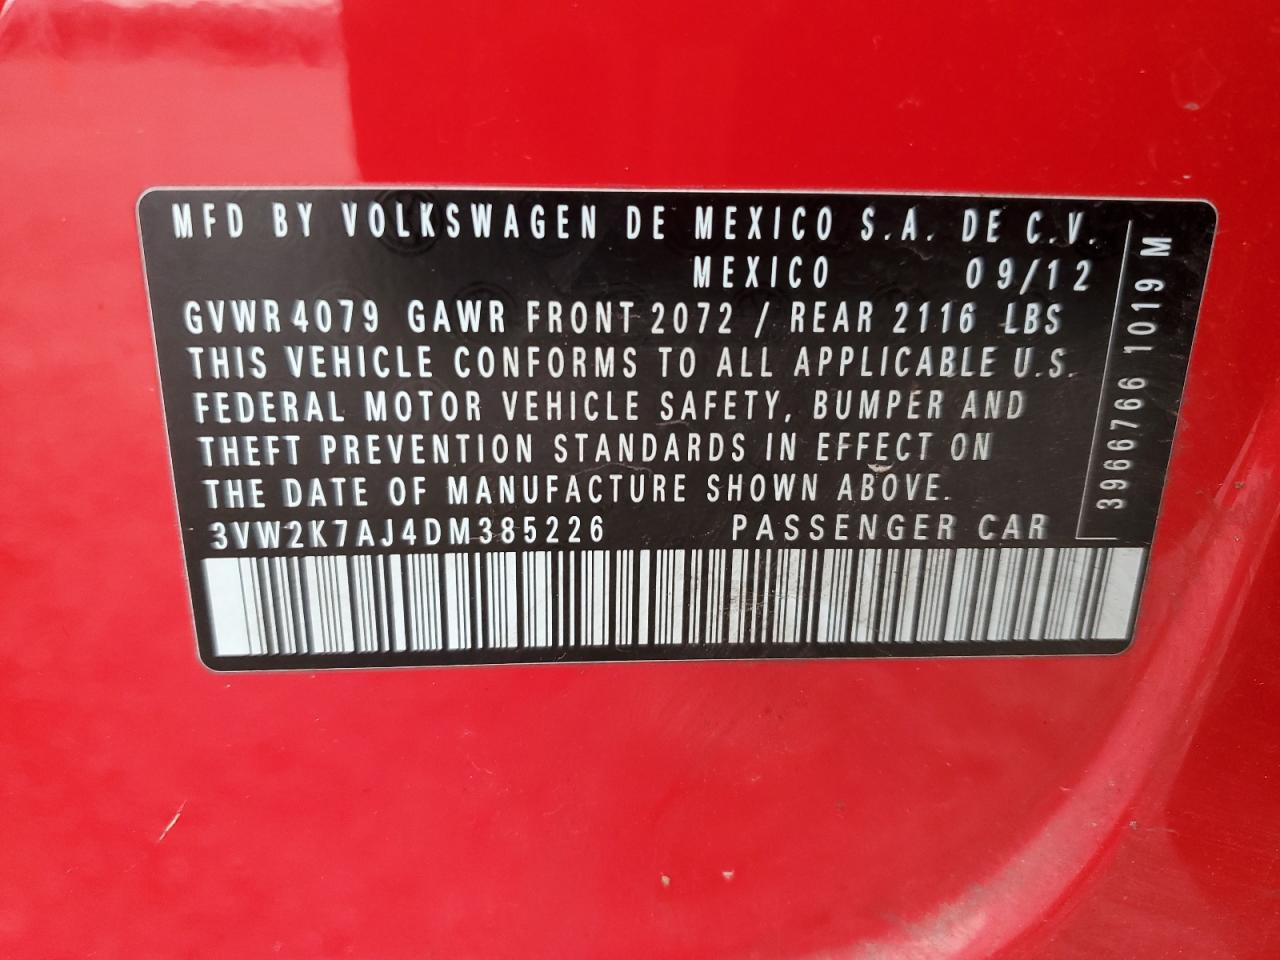 MFD BY VOLKSWAGEN DE MEXICO S.A. DE C.V.
MEXICO 09/12
GVWR 4079 GAWR FRONT 2072 / REAR 2116 LBS
THIS VEHICLE CONFORMS TO ALL APPLICABLE U.S.
FEDERAL MOTOR VEHICLE SAFETY, BUMPER AND
THEFT PREVENTION STANDARDS IN EFFECT ON
THE DATE OF MANUFACTURE SHOWN ABOVE.
3VW2K7AJ4DM385226 PASSENGER CAR
3966766 1019 M